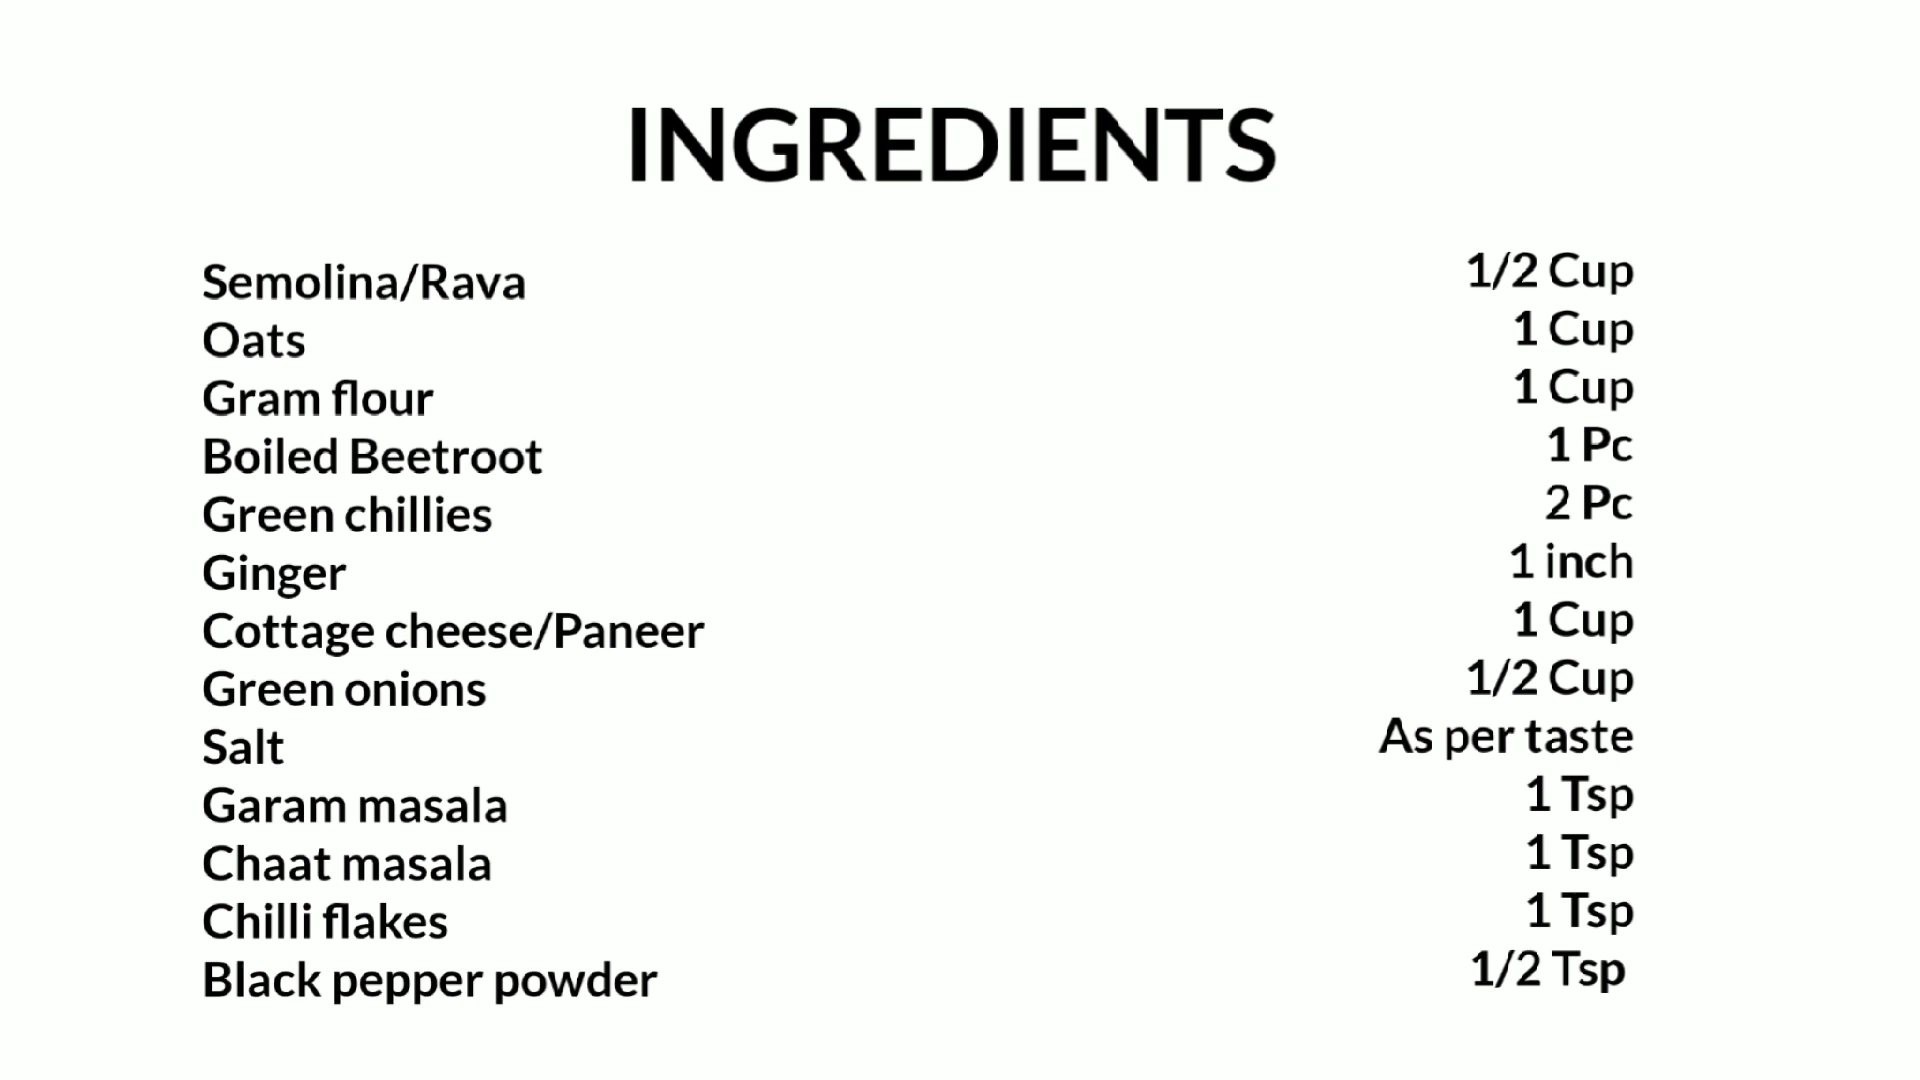 INGREDIENTS
Semolina/Rava 1/2 Cup
Oats 1 Cup
Gram flour 1 Cup
Boiled Beetroot 1 Pc
Green chillies 2 Pc
Ginger 1 inch
Cottage cheese/Paneer 1 Cup
Green onions 1/2 Cup
Salt As per taste
Garam masala 1 Tsp
Chaat masala 1 Tsp
Chilli flakes 1 Tsp
Black pepper powder 1/2 Tsp